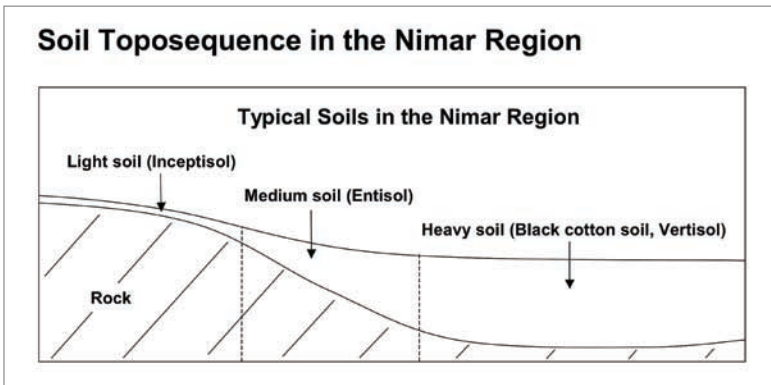 Soil Toposequence in the Nimar Region
Typical Soils in the Nimar Region
Light soil (Inceptisol)
Medium soil (Entisol)
Heavy soil (Black cotton soil, Vertisol)
Rock